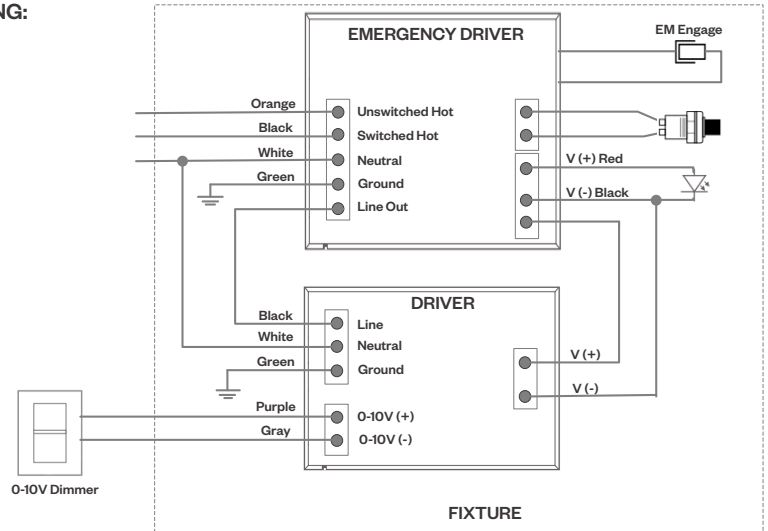 NG:
EMERGENCY DRIVER
EM Engage
Orange
Unswitched Hot
Black
Switched Hot
White
Neutral
Green
Ground
Line Out
V (+) Red
V (-) Black
DRIVER
Black
Line
White
Neutral
Green
Ground
V (+)
V (-)
Purple
0-10V (+)
Gray
0-10V (-)
0-10V Dimmer
FIXTURE